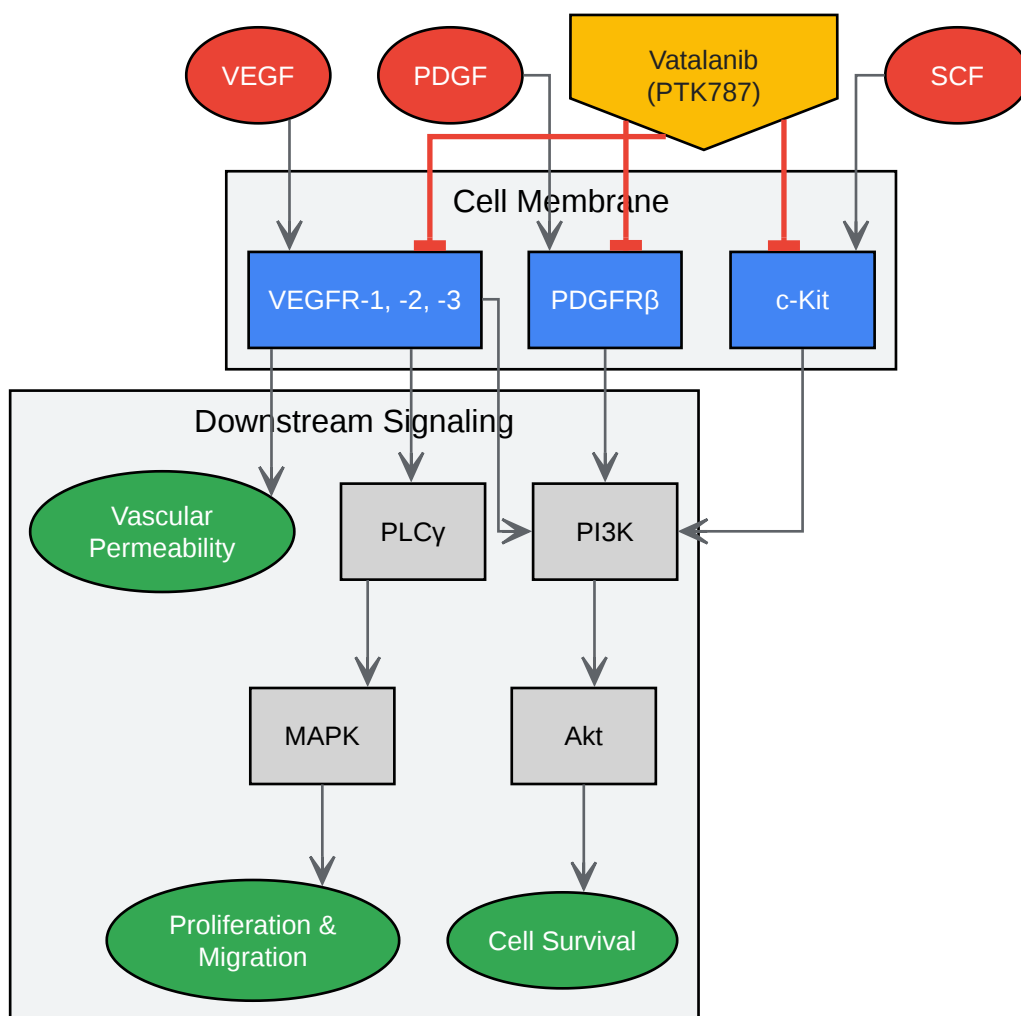 VEGF
PDGF
Vatalanib
(PTK787)
SCF
Cell Membrane
VEGFR-1, -2, -3
PDGFRβ
c-Kit
Downstream Signaling
Vascular
Permeability
PLCγ
PI3K
MAPK
Akt
Proliferation &
Migration
Cell Survival